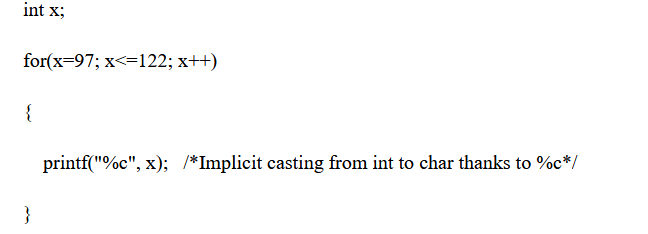 int x;
for(x=97; x<=122; x++)
{
printf("%c", x); /*Implicit casting from int to char thanks to %c*/
}